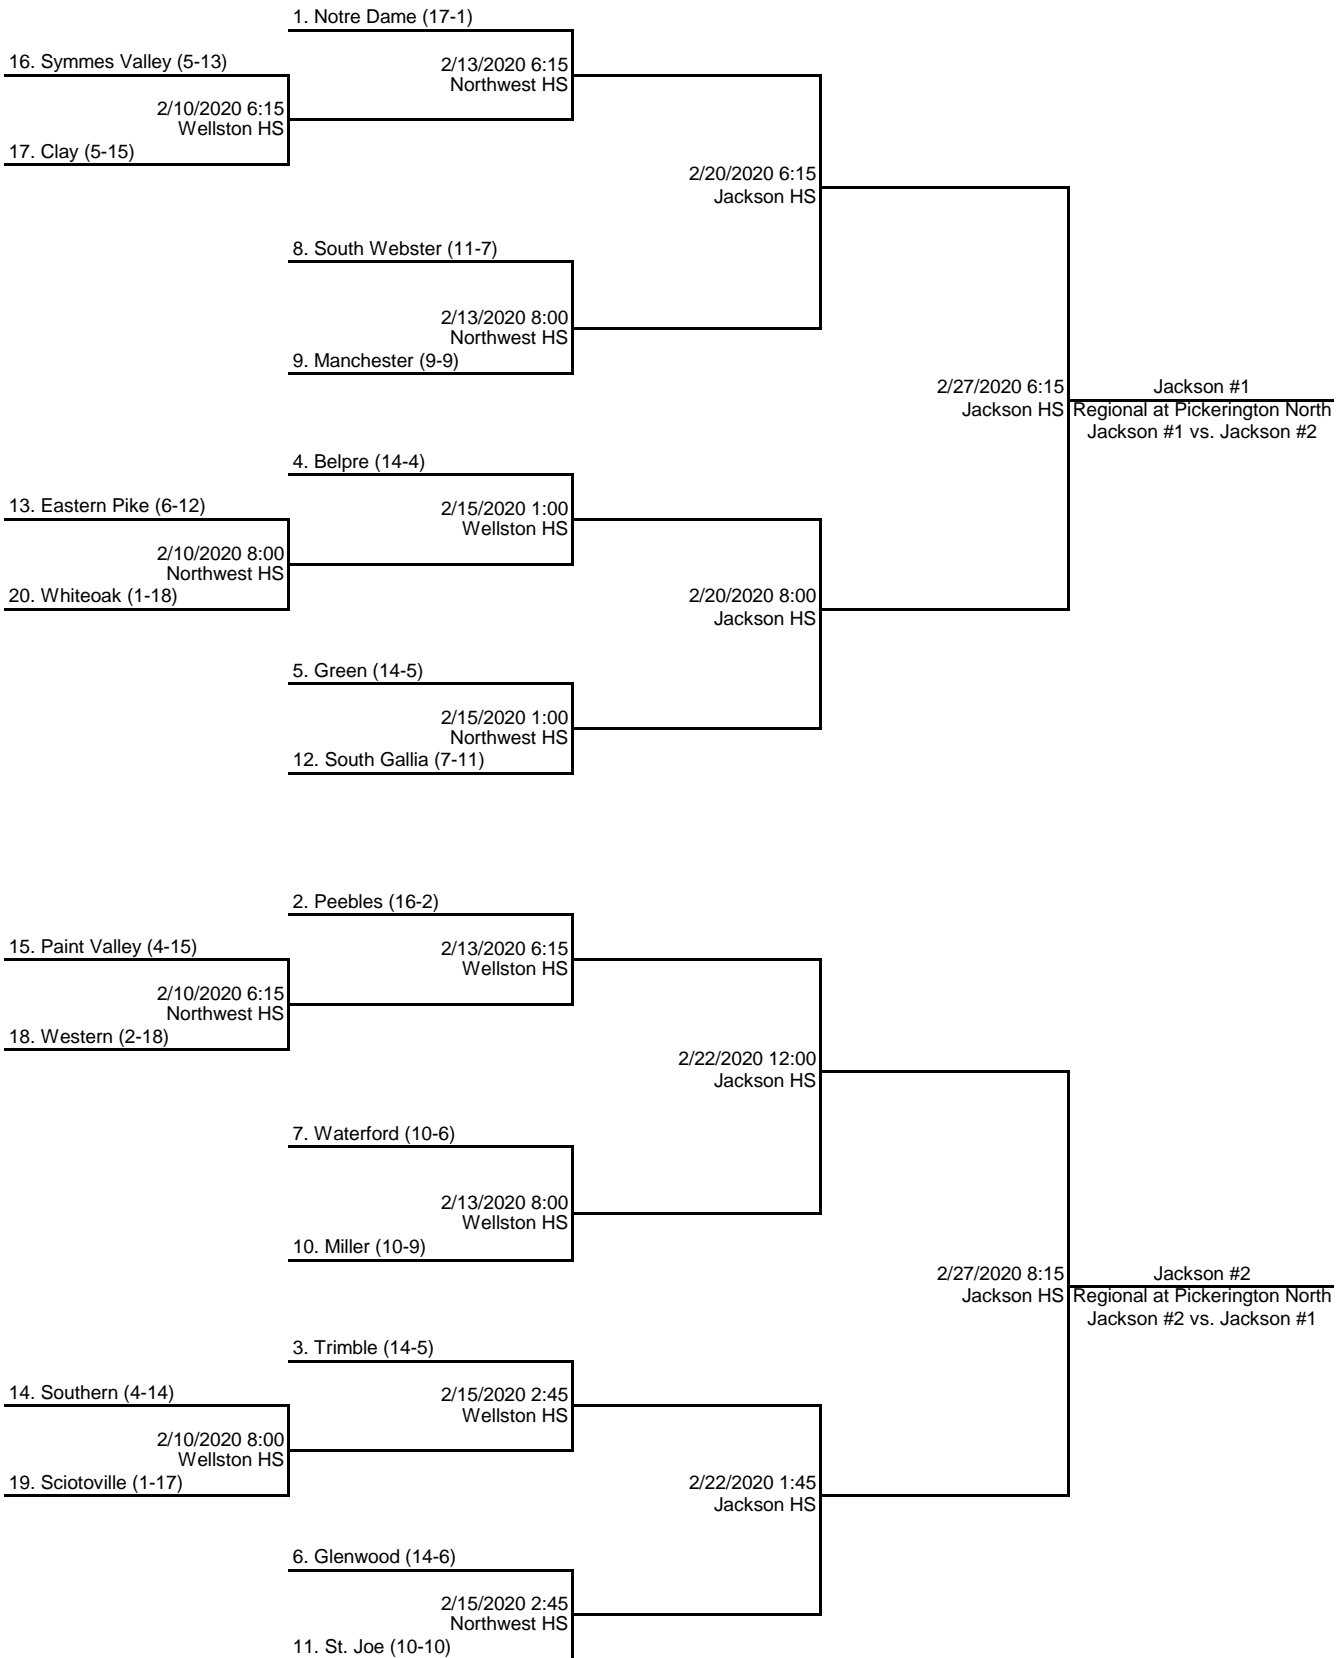 1. Notre Dame (17-1)
16. Symmes Valley (5-13)
2/13/2020 6:15
Northwest HS
2/10/2020 6:15
Wellston HS
17. Clay (5-15)
2/20/2020 6:15
Jackson HS
8. South Webster (11-7)
2/13/2020 8:00
Northwest HS
9. Manchester (9-9)
2/27/2020 6:15
Jackson HS
Jackson #1
Regional at Pickerington North
Jackson #1 vs. Jackson #2
4. Belpre (14-4)
13. Eastern Pike (6-12)
2/15/2020 1:00
Wellston HS
2/10/2020 8:00
Northwest HS
20. Whiteoak (1-18)
2/20/2020 8:00
Jackson HS
5. Green (14-5)
2/15/2020 1:00
Northwest HS
12. South Gallia (7-11)
2. Peebles (16-2)
15. Paint Valley (4-15)
2/13/2020 6:15
Wellston HS
2/10/2020 6:15
Northwest HS
18. Western (2-18)
2/22/2020 12:00
Jackson HS
7. Waterford (10-6)
2/13/2020 8:00
Wellston HS
10. Miller (10-9)
2/27/2020 8:15
Jackson HS
Jackson #2
Regional at Pickerington North
Jackson #2 vs. Jackson #1
3. Trimble (14-5)
14. Southern (4-14)
2/15/2020 2:45
Wellston HS
2/10/2020 8:00
Wellston HS
19. Sciotoville (1-17)
2/22/2020 1:45
Jackson HS
6. Glenwood (14-6)
2/15/2020 2:45
Northwest HS
11. St. Joe (10-10)